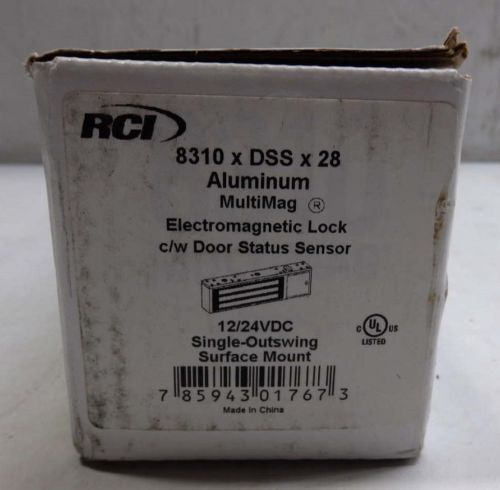 RCI
8310 x DSS x 28
Aluminum
MultiMag ®
Electromagnetic Lock
c/w Door Status Sensor
12/24VDC
Single-Outswing
Surface Mount
C UL US
LISTED
7 85943 01767 3
Made in China